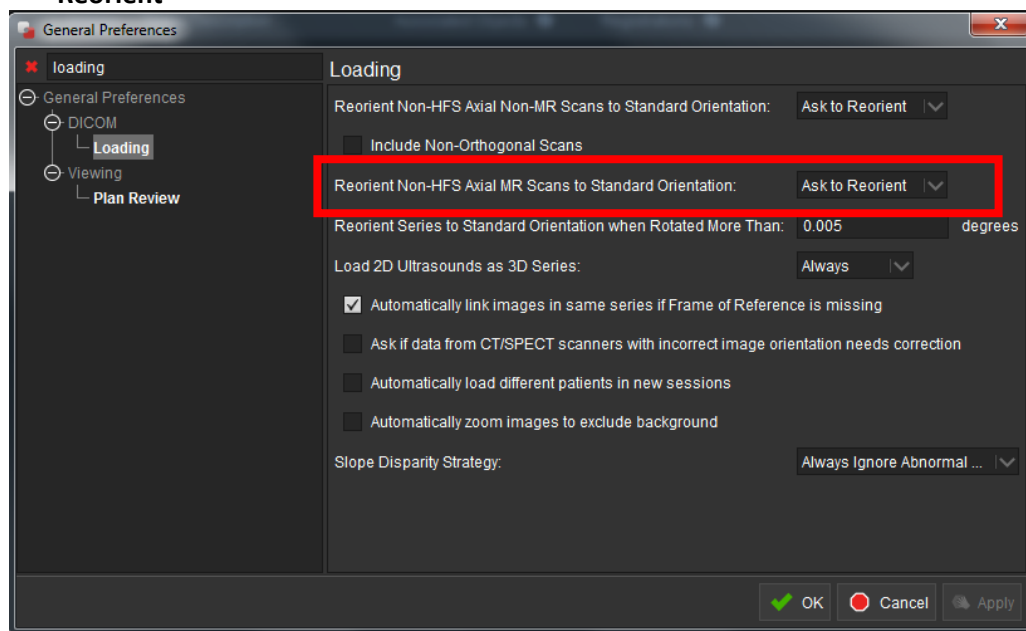 Reorient
General Preferences
loading
Loading
General Preferences
DICOM
Loading
Viewing
Plan Review
Reorient Non-HFS Axial Non-MR Scans to Standard Orientation: Ask to Reorient
Include Non-Orthogonal Scans
Reorient Non-HFS Axial MR Scans to Standard Orientation: Ask to Reorient
Reorient Series to Standard Orientation when Rotated More Than: 0.005 degrees
Load 2D Ultrasounds as 3D Series: Always
Automatically link images in same series if Frame of Reference is missing
Ask if data from CT/SPECT scanners with incorrect image orientation needs correction
Automatically load different patients in new sessions
Automatically zoom images to exclude background
Slope Disparity Strategy: Always Ignore Abnormal ...
OK Cancel Apply